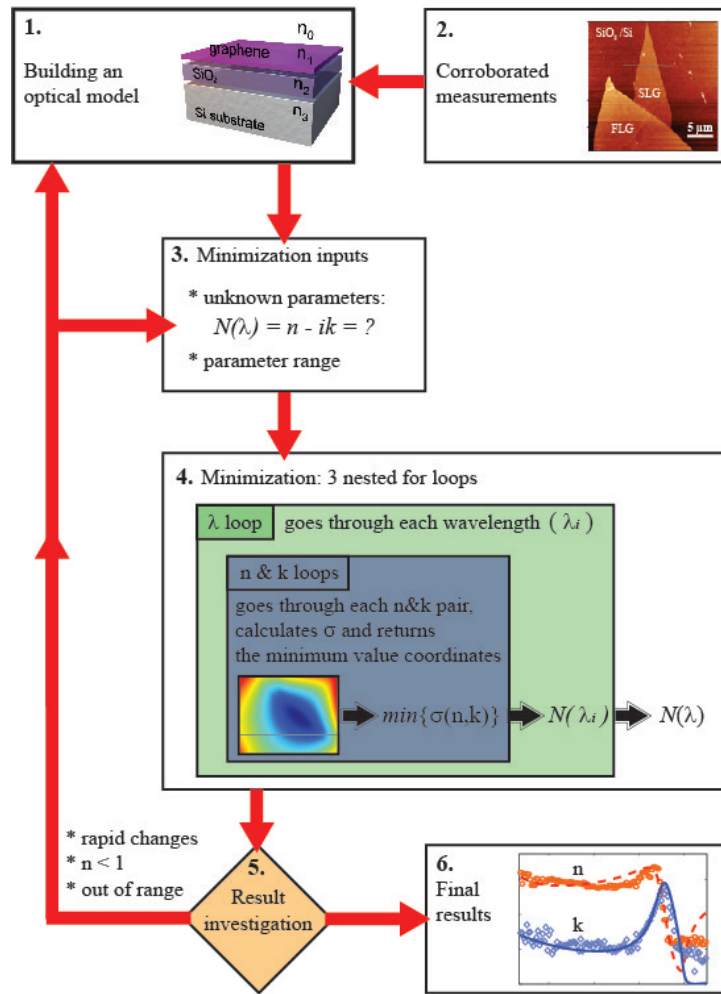 1.
Building an
optical model
n0
graphene
n1
SiO2
n2
n3
Si substrate
2.
Corroborated
measurements
SiO2 /Si
SLG
FLG
5 μm
3. Minimization inputs
* unknown parameters:
N(λ) = n - ik = ?
* parameter range
4. Minimization: 3 nested for loops
λ loop goes through each wavelength ( λi )
n & k loops
goes through each n&k pair,
calculates σ and returns
the minimum value coordinates
min{σ(n,k)} N( λi ) N(λ)
* rapid changes
* n < 1
* out of range
5.
Result
investigation
6.
Final
results
n
k